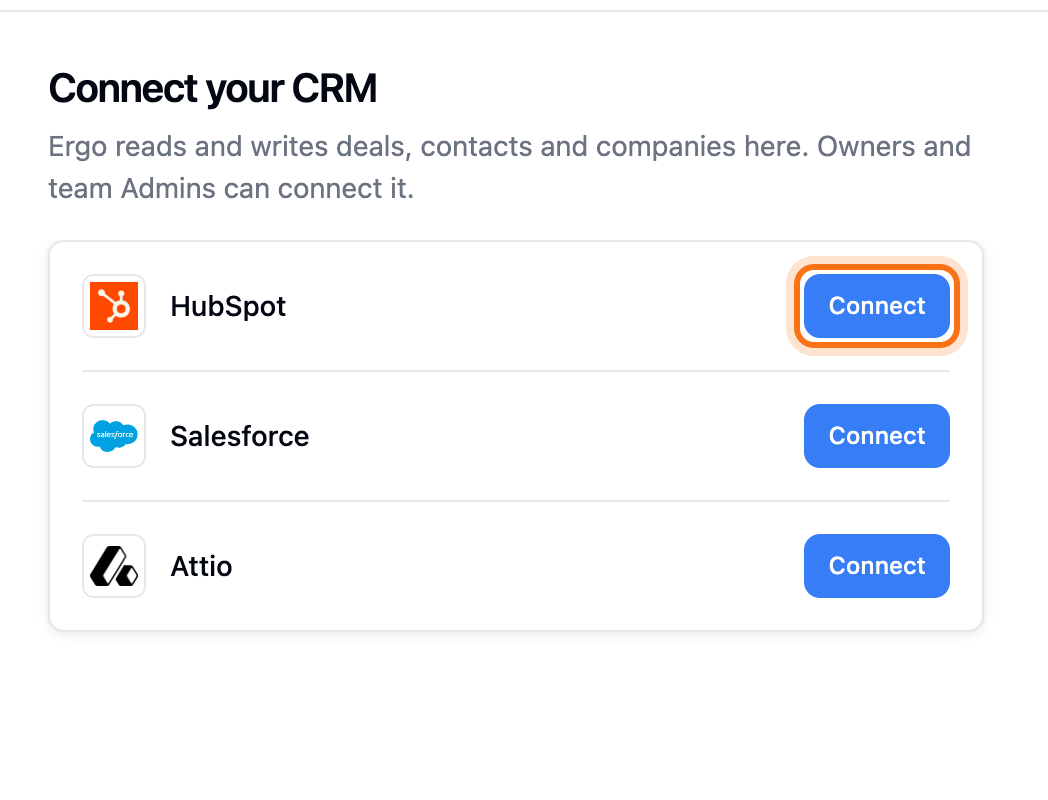 Connect your CRM
Ergo reads and writes deals, contacts and companies here. Owners and
team Admins can connect it.
HubSpot
Connect
salesforce
Salesforce
Connect
Attio
Connect